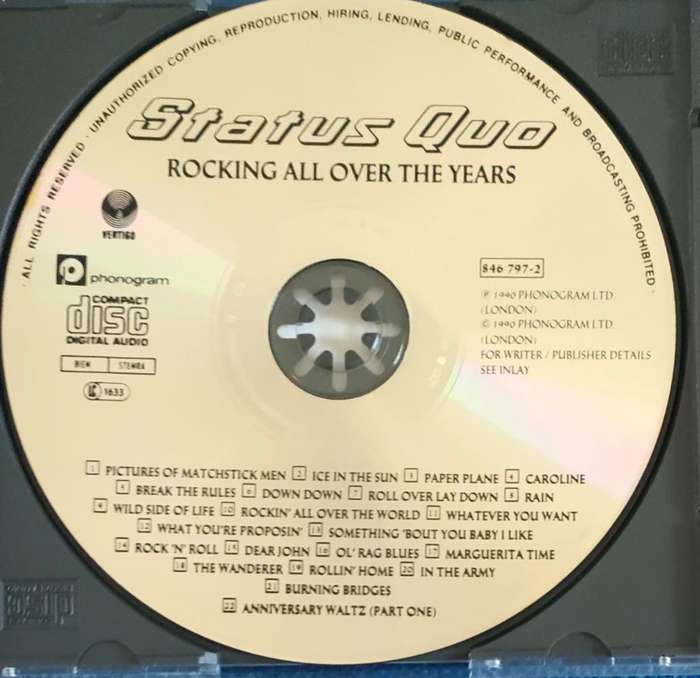 · ALL RIGHTS RESERVED · UNAUTHORIZED COPYING, REPRODUCTION, HIRING, LENDING, PUBLIC PERFORMANCE AND BROADCASTING PROHIBITED ·
Status Quo
ROCKING ALL OVER THE YEARS
VERTIGO
phonogram
COMPACT
disc
DIGITAL AUDIO
BIEM STEMRA
LC 1633
846 797-2
℗ 1990 PHONOGRAM LTD.
(LONDON)
© 1990 PHONOGRAM LTD.
(LONDON)
FOR WRITER / PUBLISHER DETAILS
SEE INLAY
1 PICTURES OF MATCHSTICK MEN 2 ICE IN THE SUN 3 PAPER PLANE 4 CAROLINE
5 BREAK THE RULES 6 DOWN DOWN 7 ROLL OVER LAY DOWN 8 RAIN
9 WILD SIDE OF LIFE 10 ROCKIN' ALL OVER THE WORLD 11 WHATEVER YOU WANT
12 WHAT YOU'RE PROPOSIN' 13 SOMETHING 'BOUT YOU BABY I LIKE
14 ROCK 'N' ROLL 15 DEAR JOHN 16 OL' RAG BLUES 17 MARGUERITA TIME
18 THE WANDERER 19 ROLLIN' HOME 20 IN THE ARMY
21 BURNING BRIDGES
22 ANNIVERSARY WALTZ (PART ONE)